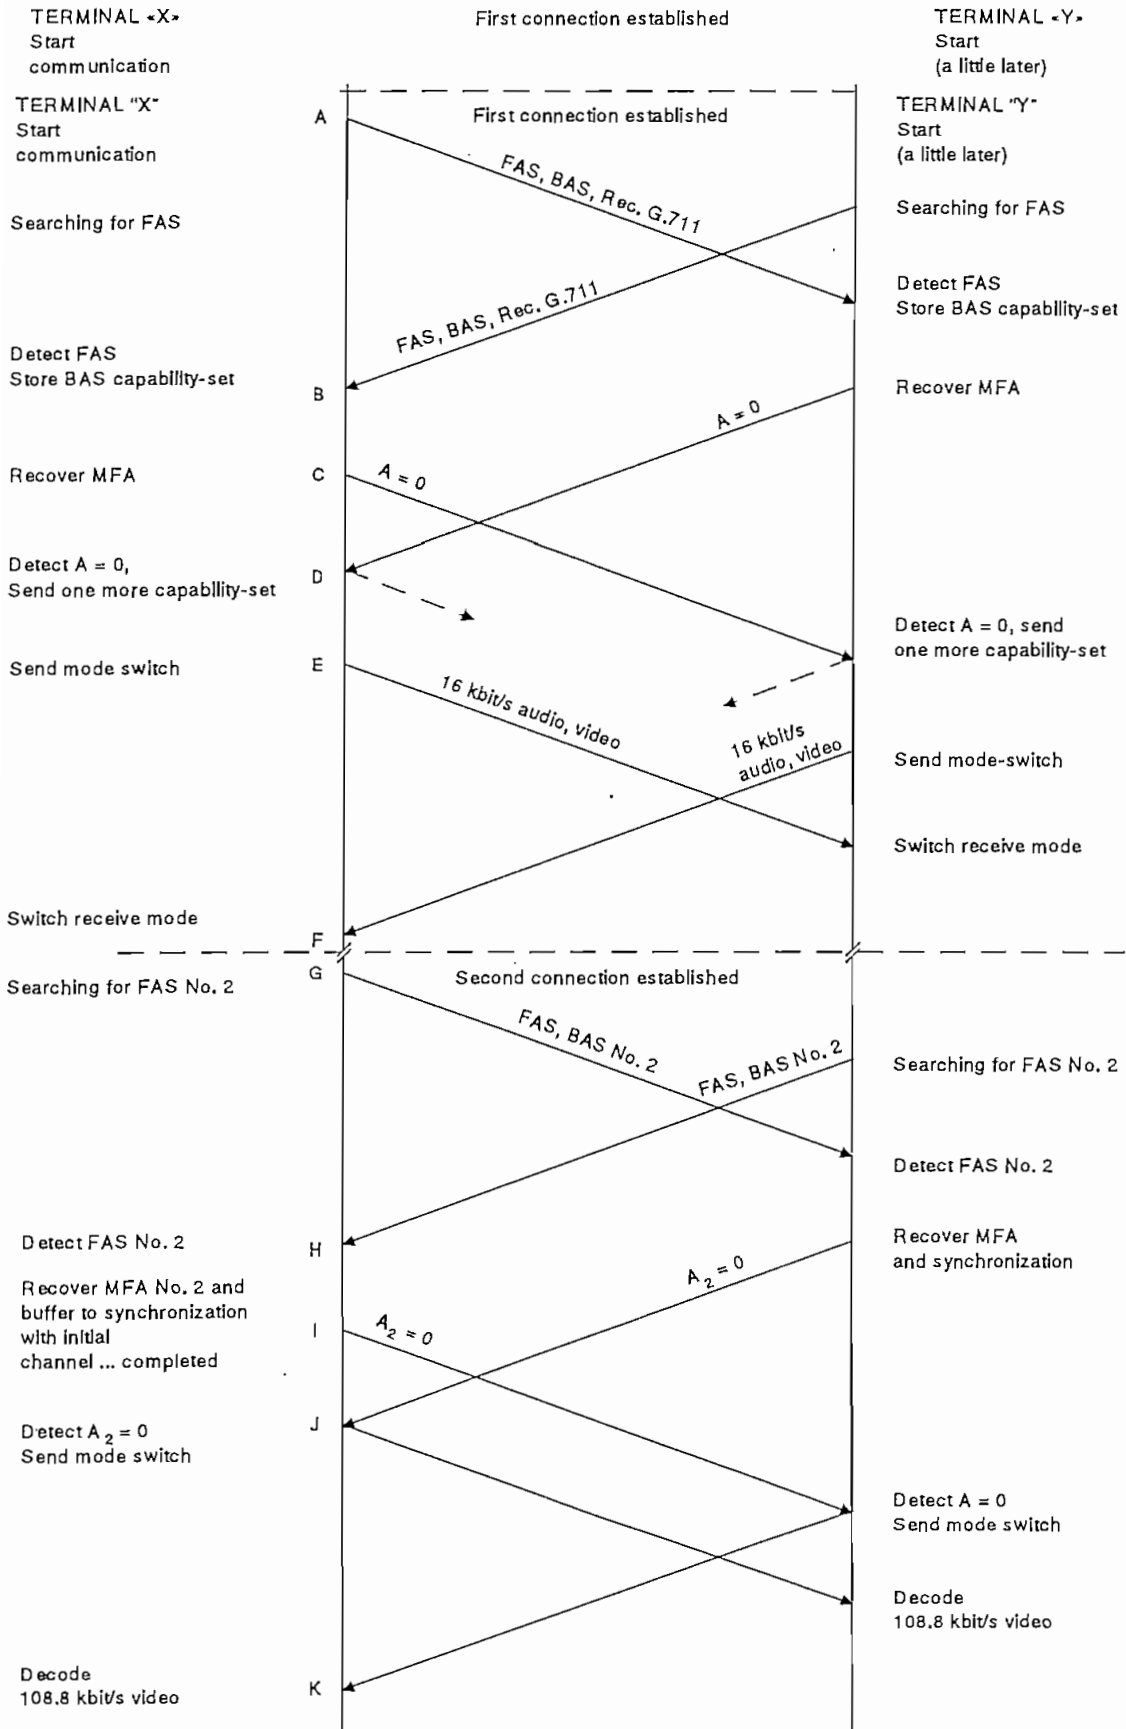 TERMINAL «X»
Start
communication
First connection established
TERMINAL «Y»
Start
(a little later)
TERMINAL "X"
Start
communication
A
First connection established
TERMINAL "Y"
Start
(a little later)
FAS, BAS, Rec. G.711
Searching for FAS
Searching for FAS
FAS, BAS, Rec. G.711
Detect FAS
Store BAS capability-set
Detect FAS
Store BAS capability-set
B
A = 0
Recover MFA
Recover MFA
C
A = 0
Detect A = 0,
Send one more capability-set
D
Detect A = 0, send
one more capability-set
Send mode switch
E
16 kbit/s audio, video
16 kbit/s
audio, video
Send mode-switch
Switch receive mode
Switch receive mode
F
G
Second connection established
Searching for FAS No. 2
FAS, BAS No. 2
FAS, BAS No. 2
Searching for FAS No. 2
Detect FAS No. 2
Detect FAS No. 2
H
Recover MFA
and synchronization
Recover MFA No. 2 and
buffer to synchronization
with initial
channel ... completed
A2 = 0
I
A2 = 0
Detect A2 = 0
Send mode switch
J
Detect A = 0
Send mode switch
Decode
108.8 kbit/s video
Decode
108.8 kbit/s video
K